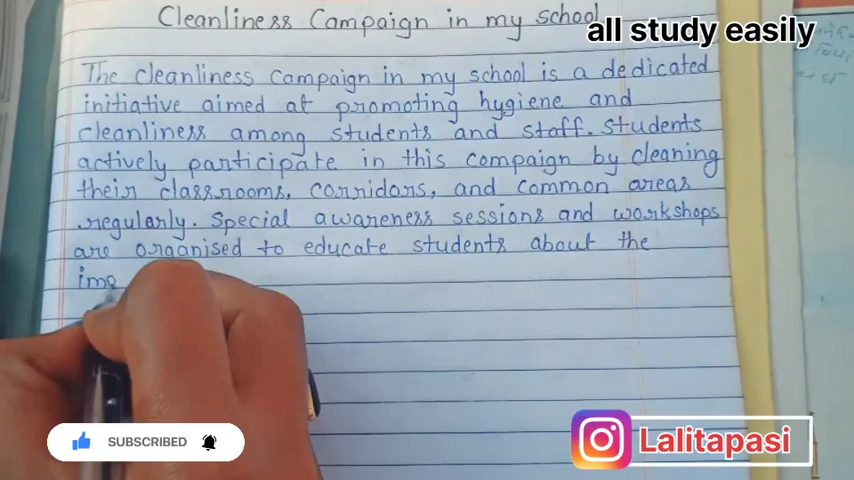 Cleanliness Campaign in my school
all study easily
The cleanliness campaign in my school is a dedicated
initiative aimed at promoting hygiene and
cleanliness among students and staff. Students
actively participate in this compaign by cleaning
their classrooms, corridors, and common areas
regularly. Special awareness sessions and workshops
are organised to educate students about the
imp
SUBSCRIBED
Lalitapasi